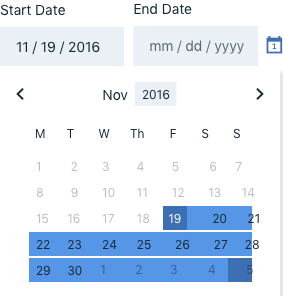 Start Date End Date
11 / 19 / 2016 mm / dd / yyyy 1
Nov 2016
M T W Th F S S
1 2 3 4 5 6 7
8 9 10 11 12 13 14
15 16 17 18 19 20 21
22 23 24 25 26 27 28
29 30 1 2 3 4 5